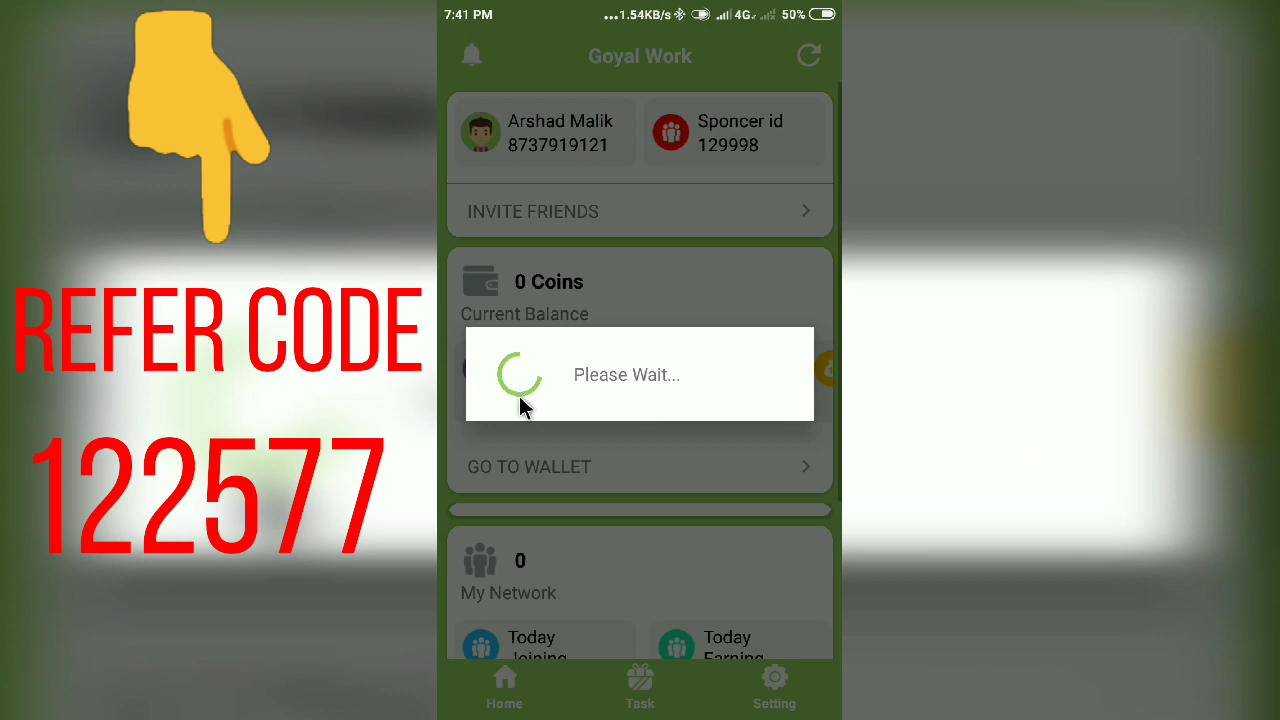 7:41 PM ...1.54KB/s 4G 50%
Goyal Work
Arshad Malik
8737919121
Sponcer id
129998
INVITE FRIENDS
0 Coins
Current Balance
Please Wait...
GO TO WALLET
0
My Network
Today
Joining
Today
Earning
Home
Task
Setting
REFER CODE
122577